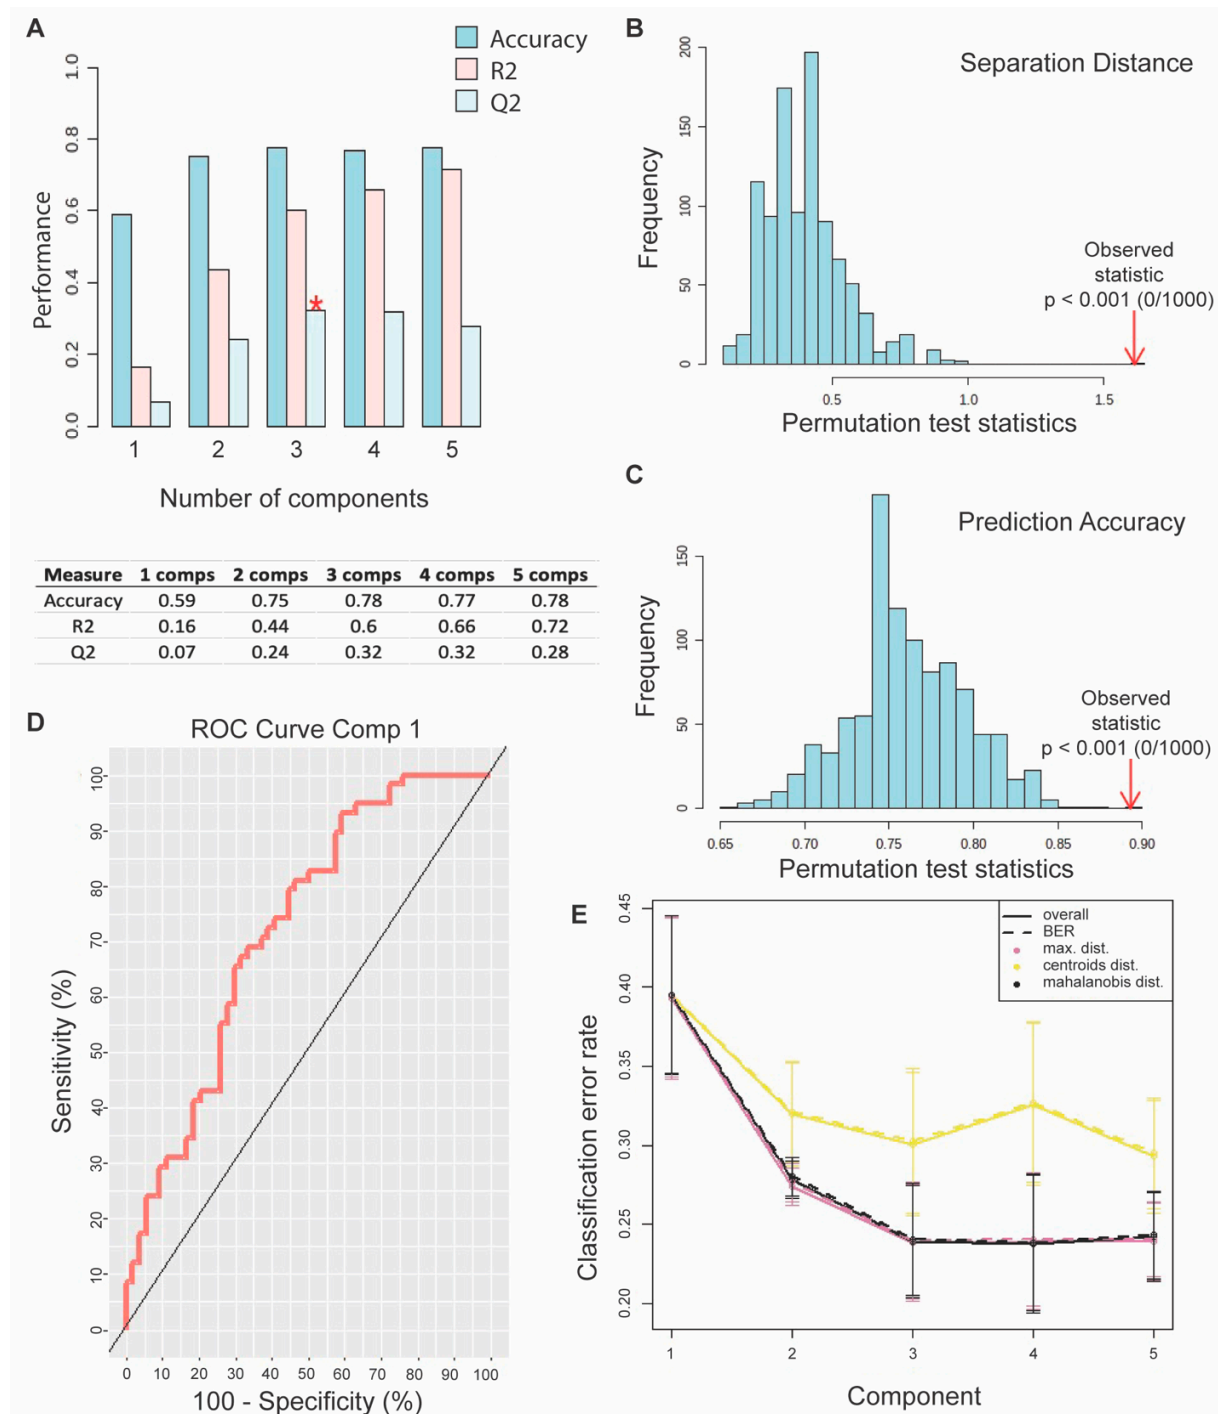 A
Accuracy
R2
Q2
1.0
0.8
0.6
0.4
0.2
0.0
Performance
1 2 3 4 5
Number of components
Measure 1 comps 2 comps 3 comps 4 comps 5 comps
Accuracy 0.59 0.75 0.78 0.77 0.78
R2 0.16 0.44 0.6 0.66 0.72
Q2 0.07 0.24 0.32 0.32 0.28
B
Separation Distance
200
150
100
50
0
Frequency
Observed
statistic
p < 0.001 (0/1000)
0.5 1.0 1.5
Permutation test statistics
C
Prediction Accuracy
150
100
50
0
Frequency
Observed
statistic
p < 0.001 (0/1000)
0.65 0.70 0.75 0.80 0.85 0.90
Permutation test statistics
D
ROC Curve Comp 1
100
90
80
70
60
50
40
30
20
10
0
Sensitivity (%)
0 10 20 30 40 50 60 70 80 90 100
100 - Specificity (%)
E
overall
BER
max. dist.
centroids dist.
mahalanobis dist.
0.45
0.40
0.35
0.30
0.25
0.20
Classification error rate
1 2 3 4 5
Component